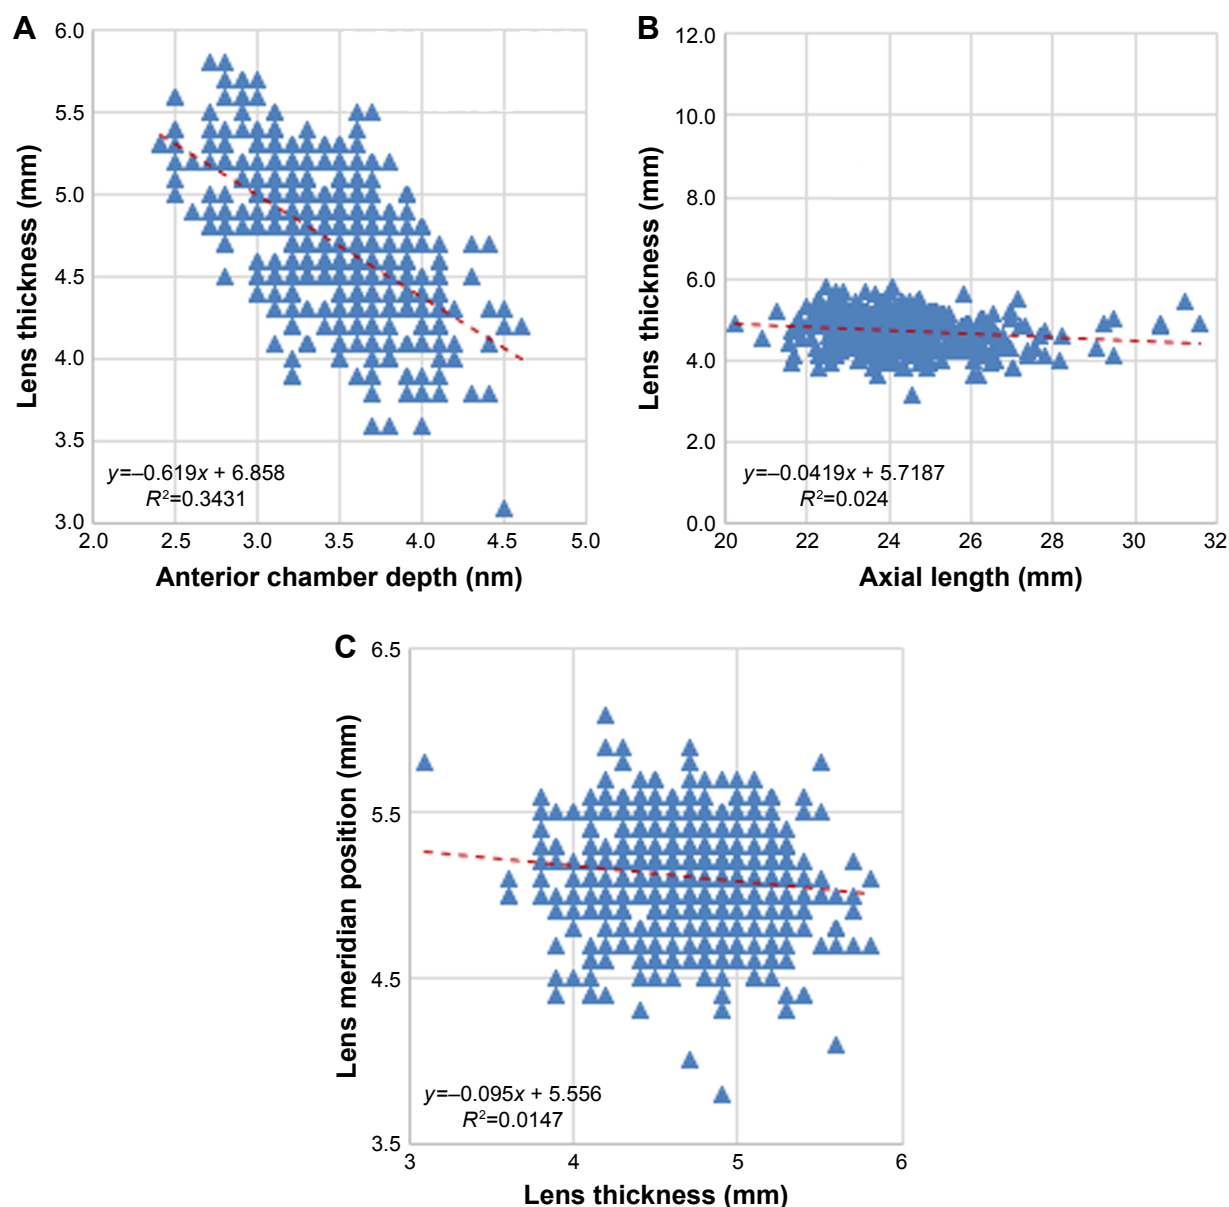 A
6.0
5.5
5.0
4.5
4.0
3.5
3.0
Lens thickness (mm)
y=–0.619x + 6.858
R²=0.3431
2.0 2.5 3.0 3.5 4.0 4.5 5.0
Anterior chamber depth (nm)
B
12.0
10.0
8.0
6.0
4.0
2.0
0.0
Lens thickness (mm)
y=–0.0419x + 5.7187
R²=0.024
20 22 24 26 28 30 32
Axial length (mm)
C
6.5
5.5
4.5
3.5
Lens meridian position (mm)
y=–0.095x + 5.556
R²=0.0147
3 4 5 6
Lens thickness (mm)